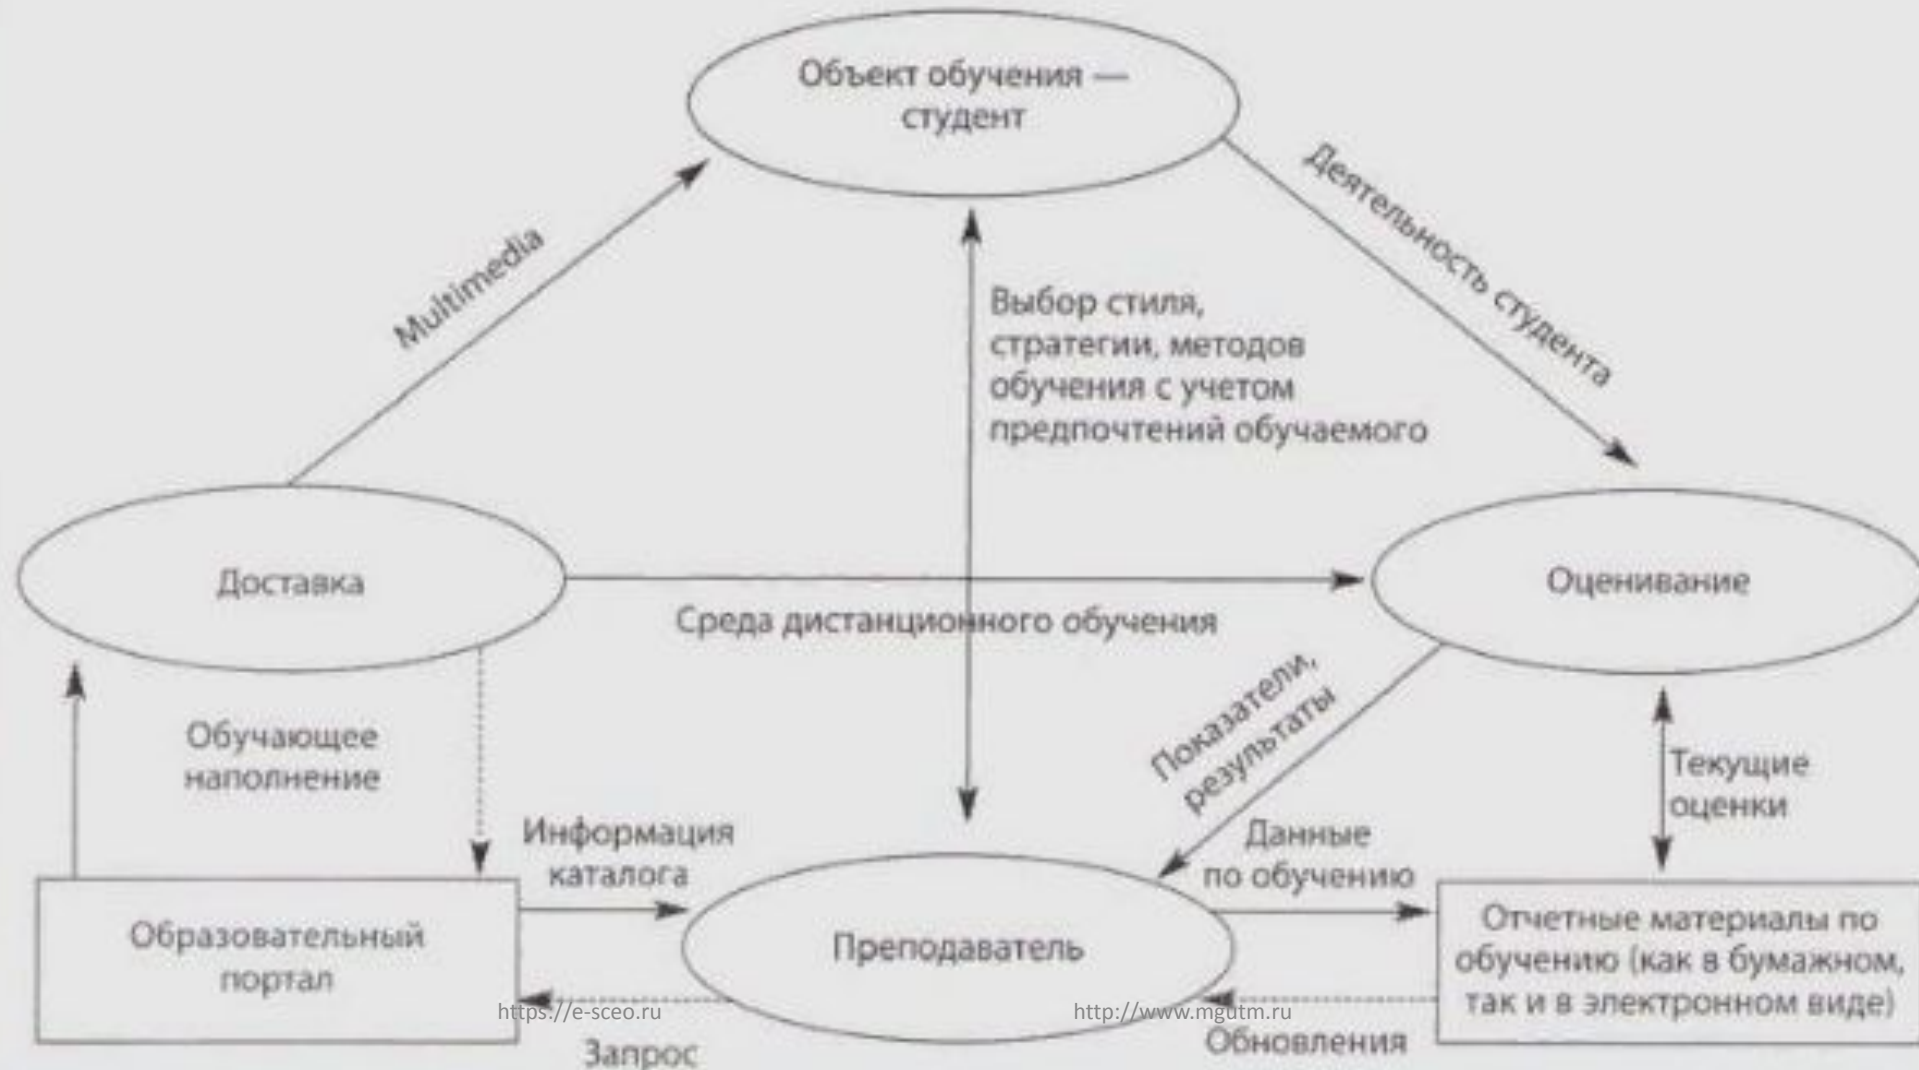 Объект обучения —
студент
Multimedia
Деятельность студента
Выбор стиля,
стратегии, методов
обучения с учетом
предпочтений обучаемого
Доставка
Оценивание
Среда дистанционного обучения
Показатели,
результаты
Обучающее
наполнение
Текущие
оценки
Информация
каталога
Данные
по обучению
Образовательный
портал
Преподаватель
Отчетные материалы по
обучению (как в бумажном,
так и в электронном виде)
https://e-sceo.ru
http://www.mgutm.ru
Запрос
Обновления